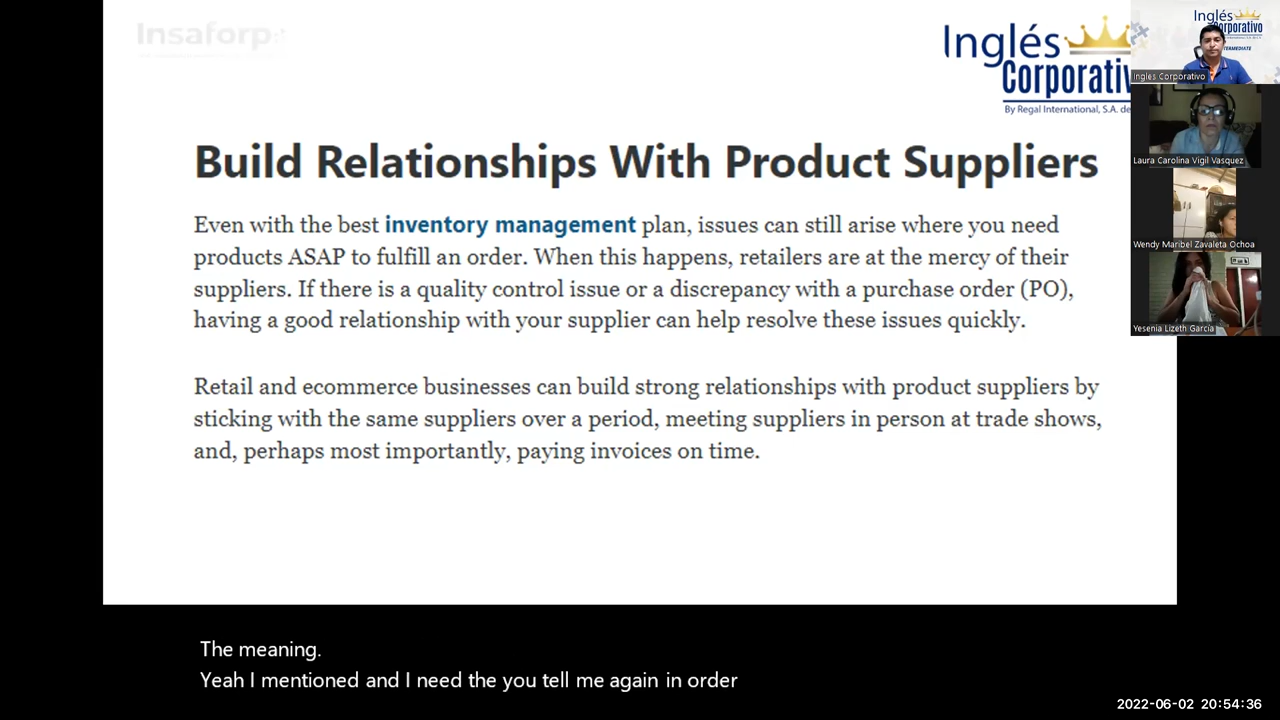 Insaforp
Inglés
Corporativ
By Regal International, S.A. de
Build Relationships With Product Suppliers
Even with the best inventory management plan, issues can still arise where you need
products ASAP to fulfill an order. When this happens, retailers are at the mercy of their
suppliers. If there is a quality control issue or a discrepancy with a purchase order (PO),
having a good relationship with your supplier can help resolve these issues quickly.
Retail and ecommerce businesses can build strong relationships with product suppliers by
sticking with the same suppliers over a period, meeting suppliers in person at trade shows,
and, perhaps most importantly, paying invoices on time.
Inglés
Corporativo
Ingles Corporativo
Laura Carolina Vigil Vasquez
Wendy Maribel Zavaleta Ochoa
Yesenia Lizeth García
The meaning.
Yeah I mentioned and I need the you tell me again in order
2022-06-02 20:54:36